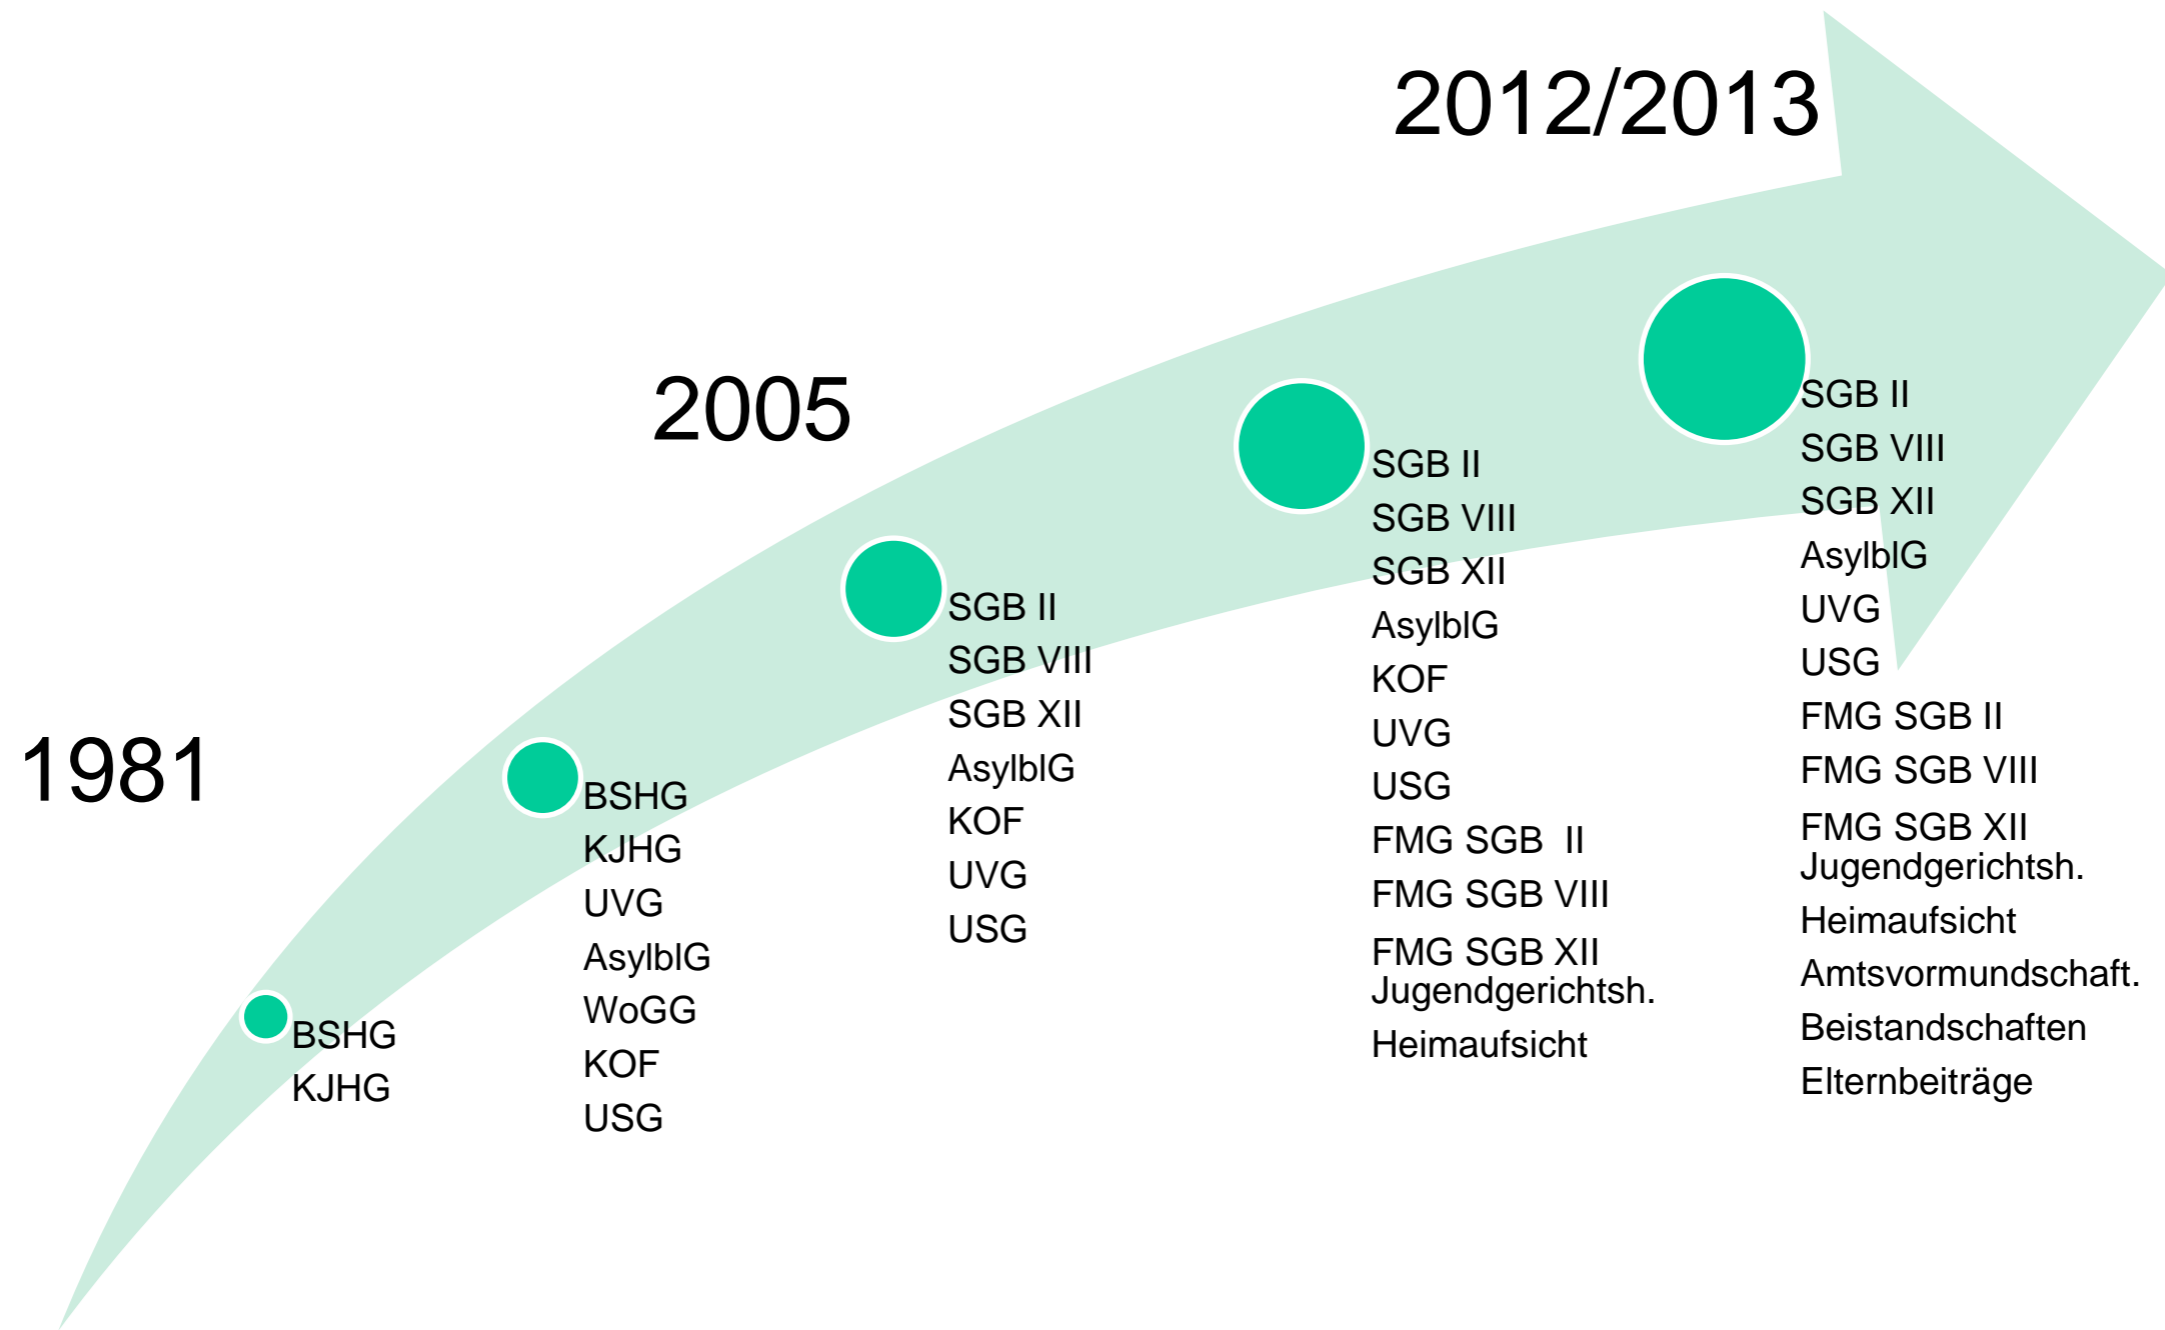 1981
BSHG
KJHG
BSHG
KJHG
UVG
AsylblG
WoGG
KOF
USG
2005
SGB II
SGB VIII
SGB XII
AsylblG
KOF
UVG
USG
SGB II
SGB VIII
SGB XII
AsylblG
KOF
UVG
USG
FMG SGB  II
FMG SGB VIII
FMG SGB XII
Jugendgerichtsh.
Heimaufsicht
2012/2013
SGB II
SGB VIII
SGB XII
AsylblG
UVG
USG
FMG SGB II
FMG SGB VIII
FMG SGB XII
Jugendgerichtsh.
Heimaufsicht
Amtsvormundschaft.
Beistandschaften
Elternbeiträge